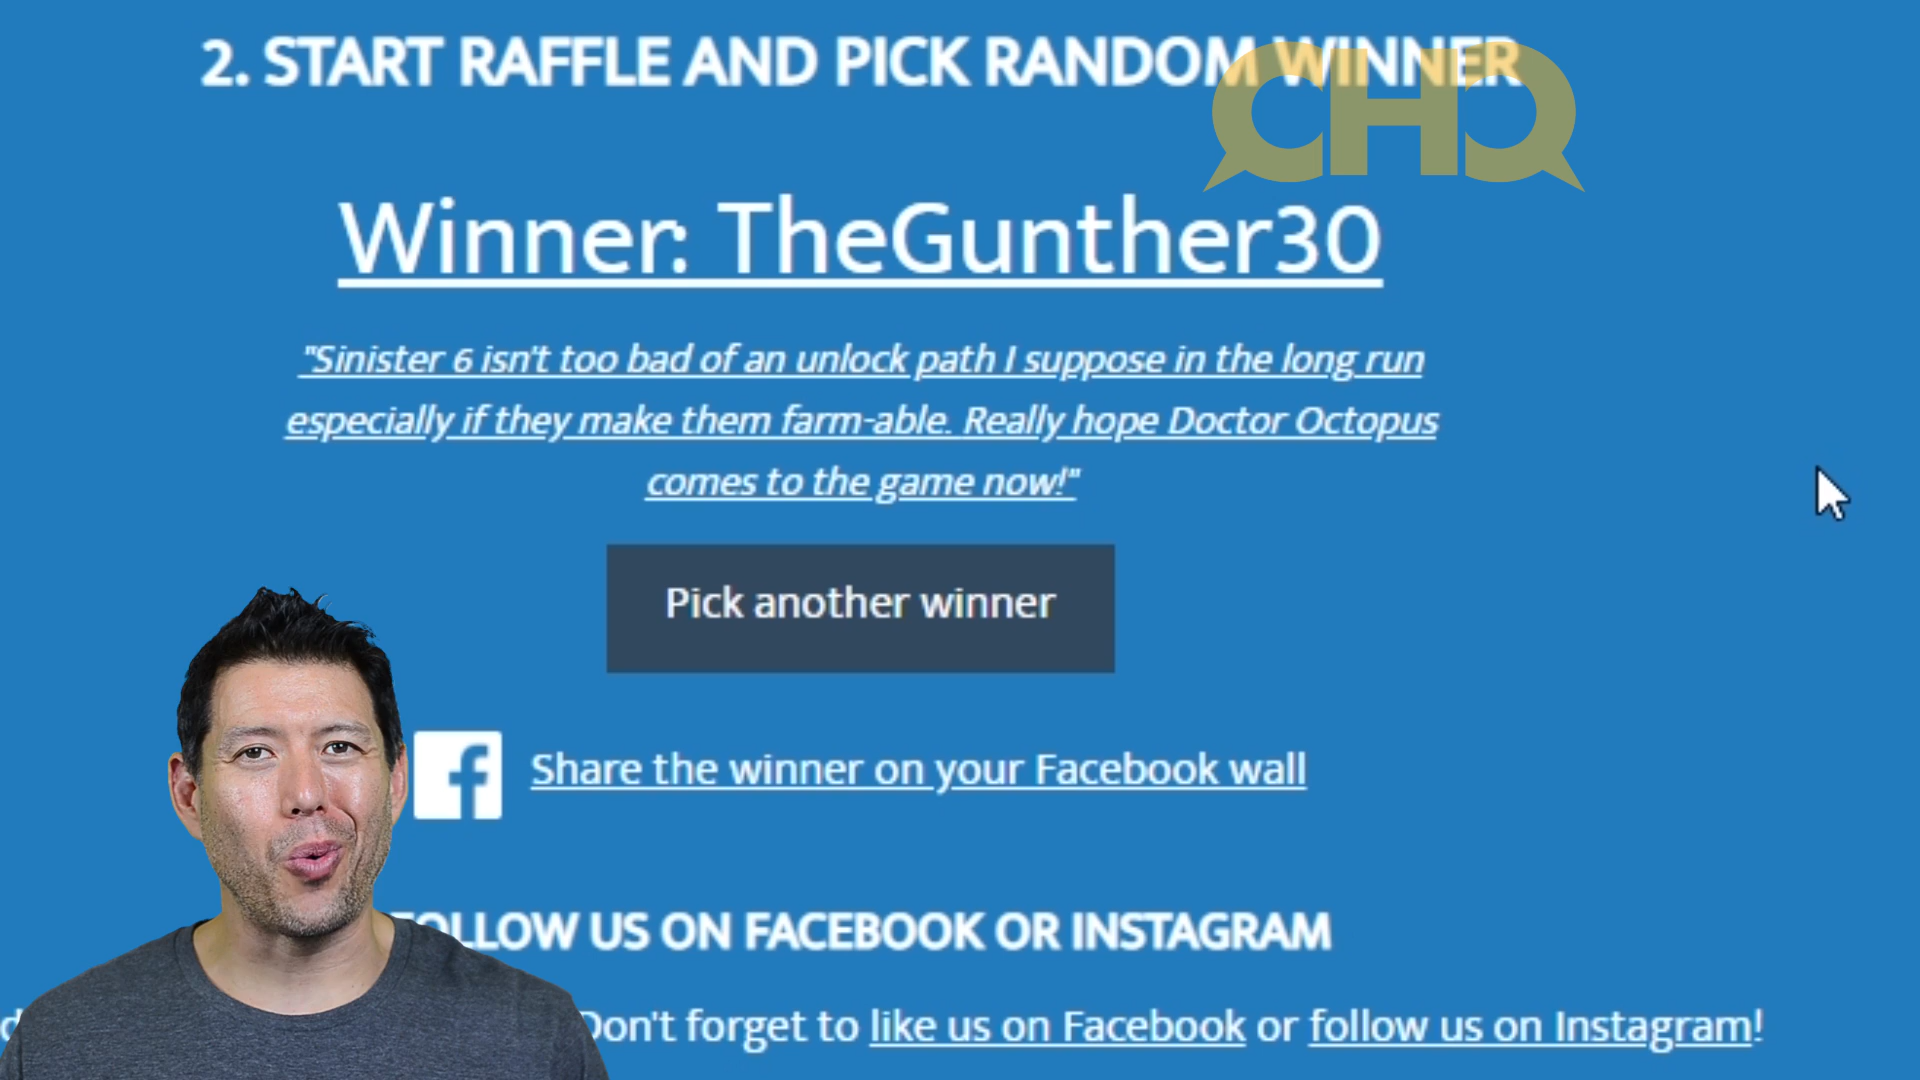 2. START RAFFLE AND PICK RANDOM WINNER
CHC
Winner: TheGunther30
"Sinister 6 isn't too bad of an unlock path I suppose in the long run
especially if they make them farm-able. Really hope Doctor Octopus
comes to the game now!"
Pick another winner
f Share the winner on your Facebook wall
FOLLOW US ON FACEBOOK OR INSTAGRAM
Don't forget to like us on Facebook or follow us on Instagram!